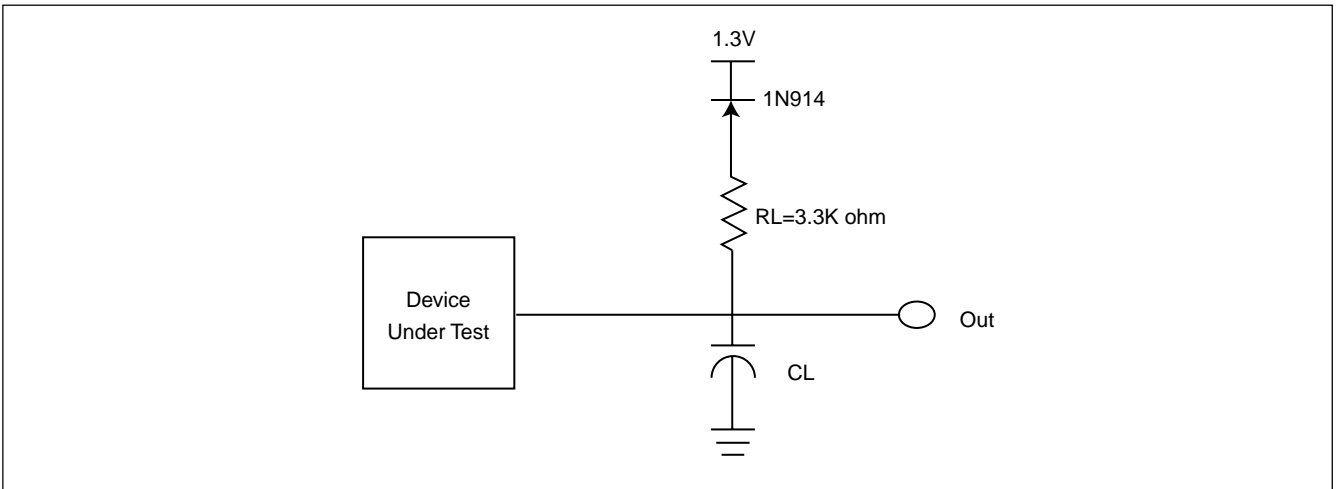 1.3V
1N914
RL=3.3K ohm
Device
Under Test
Out
CL